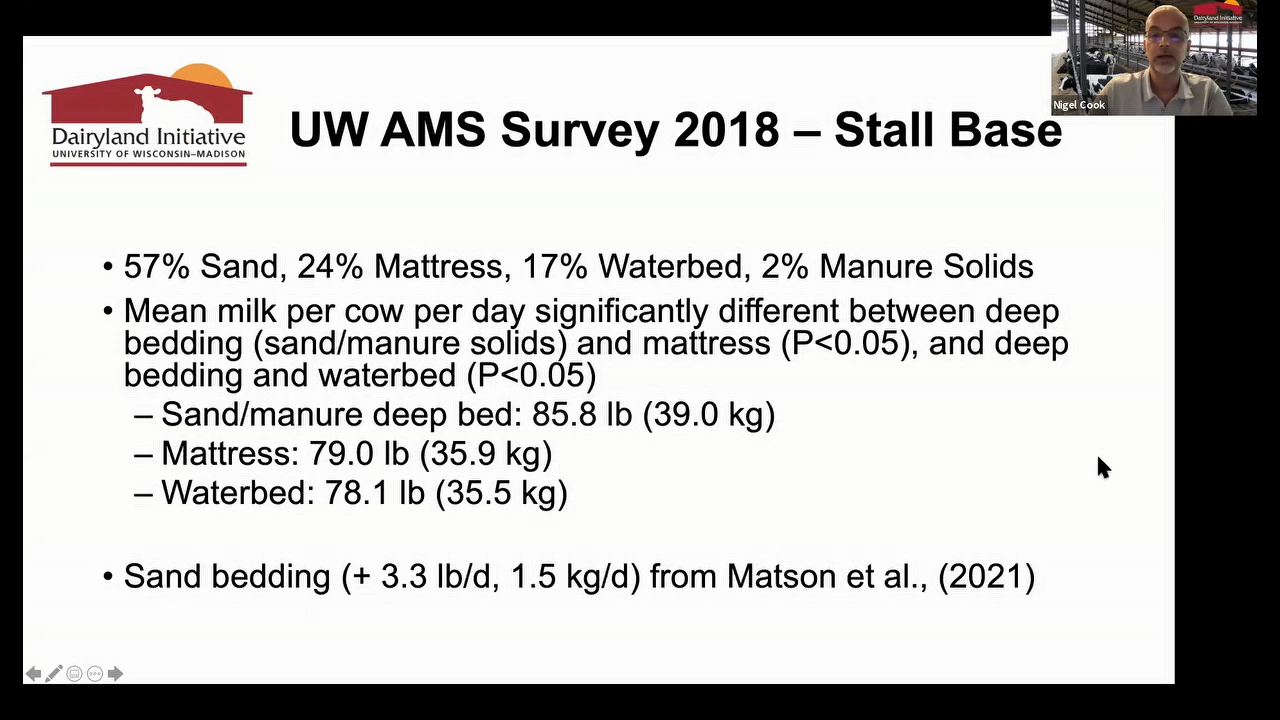 Dairyland Initiative
UNIVERSITY OF WISCONSIN–MADISON
Dairyland Initiative
Nigel Cook
UW AMS Survey 2018 – Stall Base
• 57% Sand, 24% Mattress, 17% Waterbed, 2% Manure Solids
• Mean milk per cow per day significantly different between deep
bedding (sand/manure solids) and mattress (P<0.05), and deep
bedding and waterbed (P<0.05)
– Sand/manure deep bed: 85.8 lb (39.0 kg)
– Mattress: 79.0 lb (35.9 kg)
– Waterbed: 78.1 lb (35.5 kg)
• Sand bedding (+ 3.3 lb/d, 1.5 kg/d) from Matson et al., (2021)